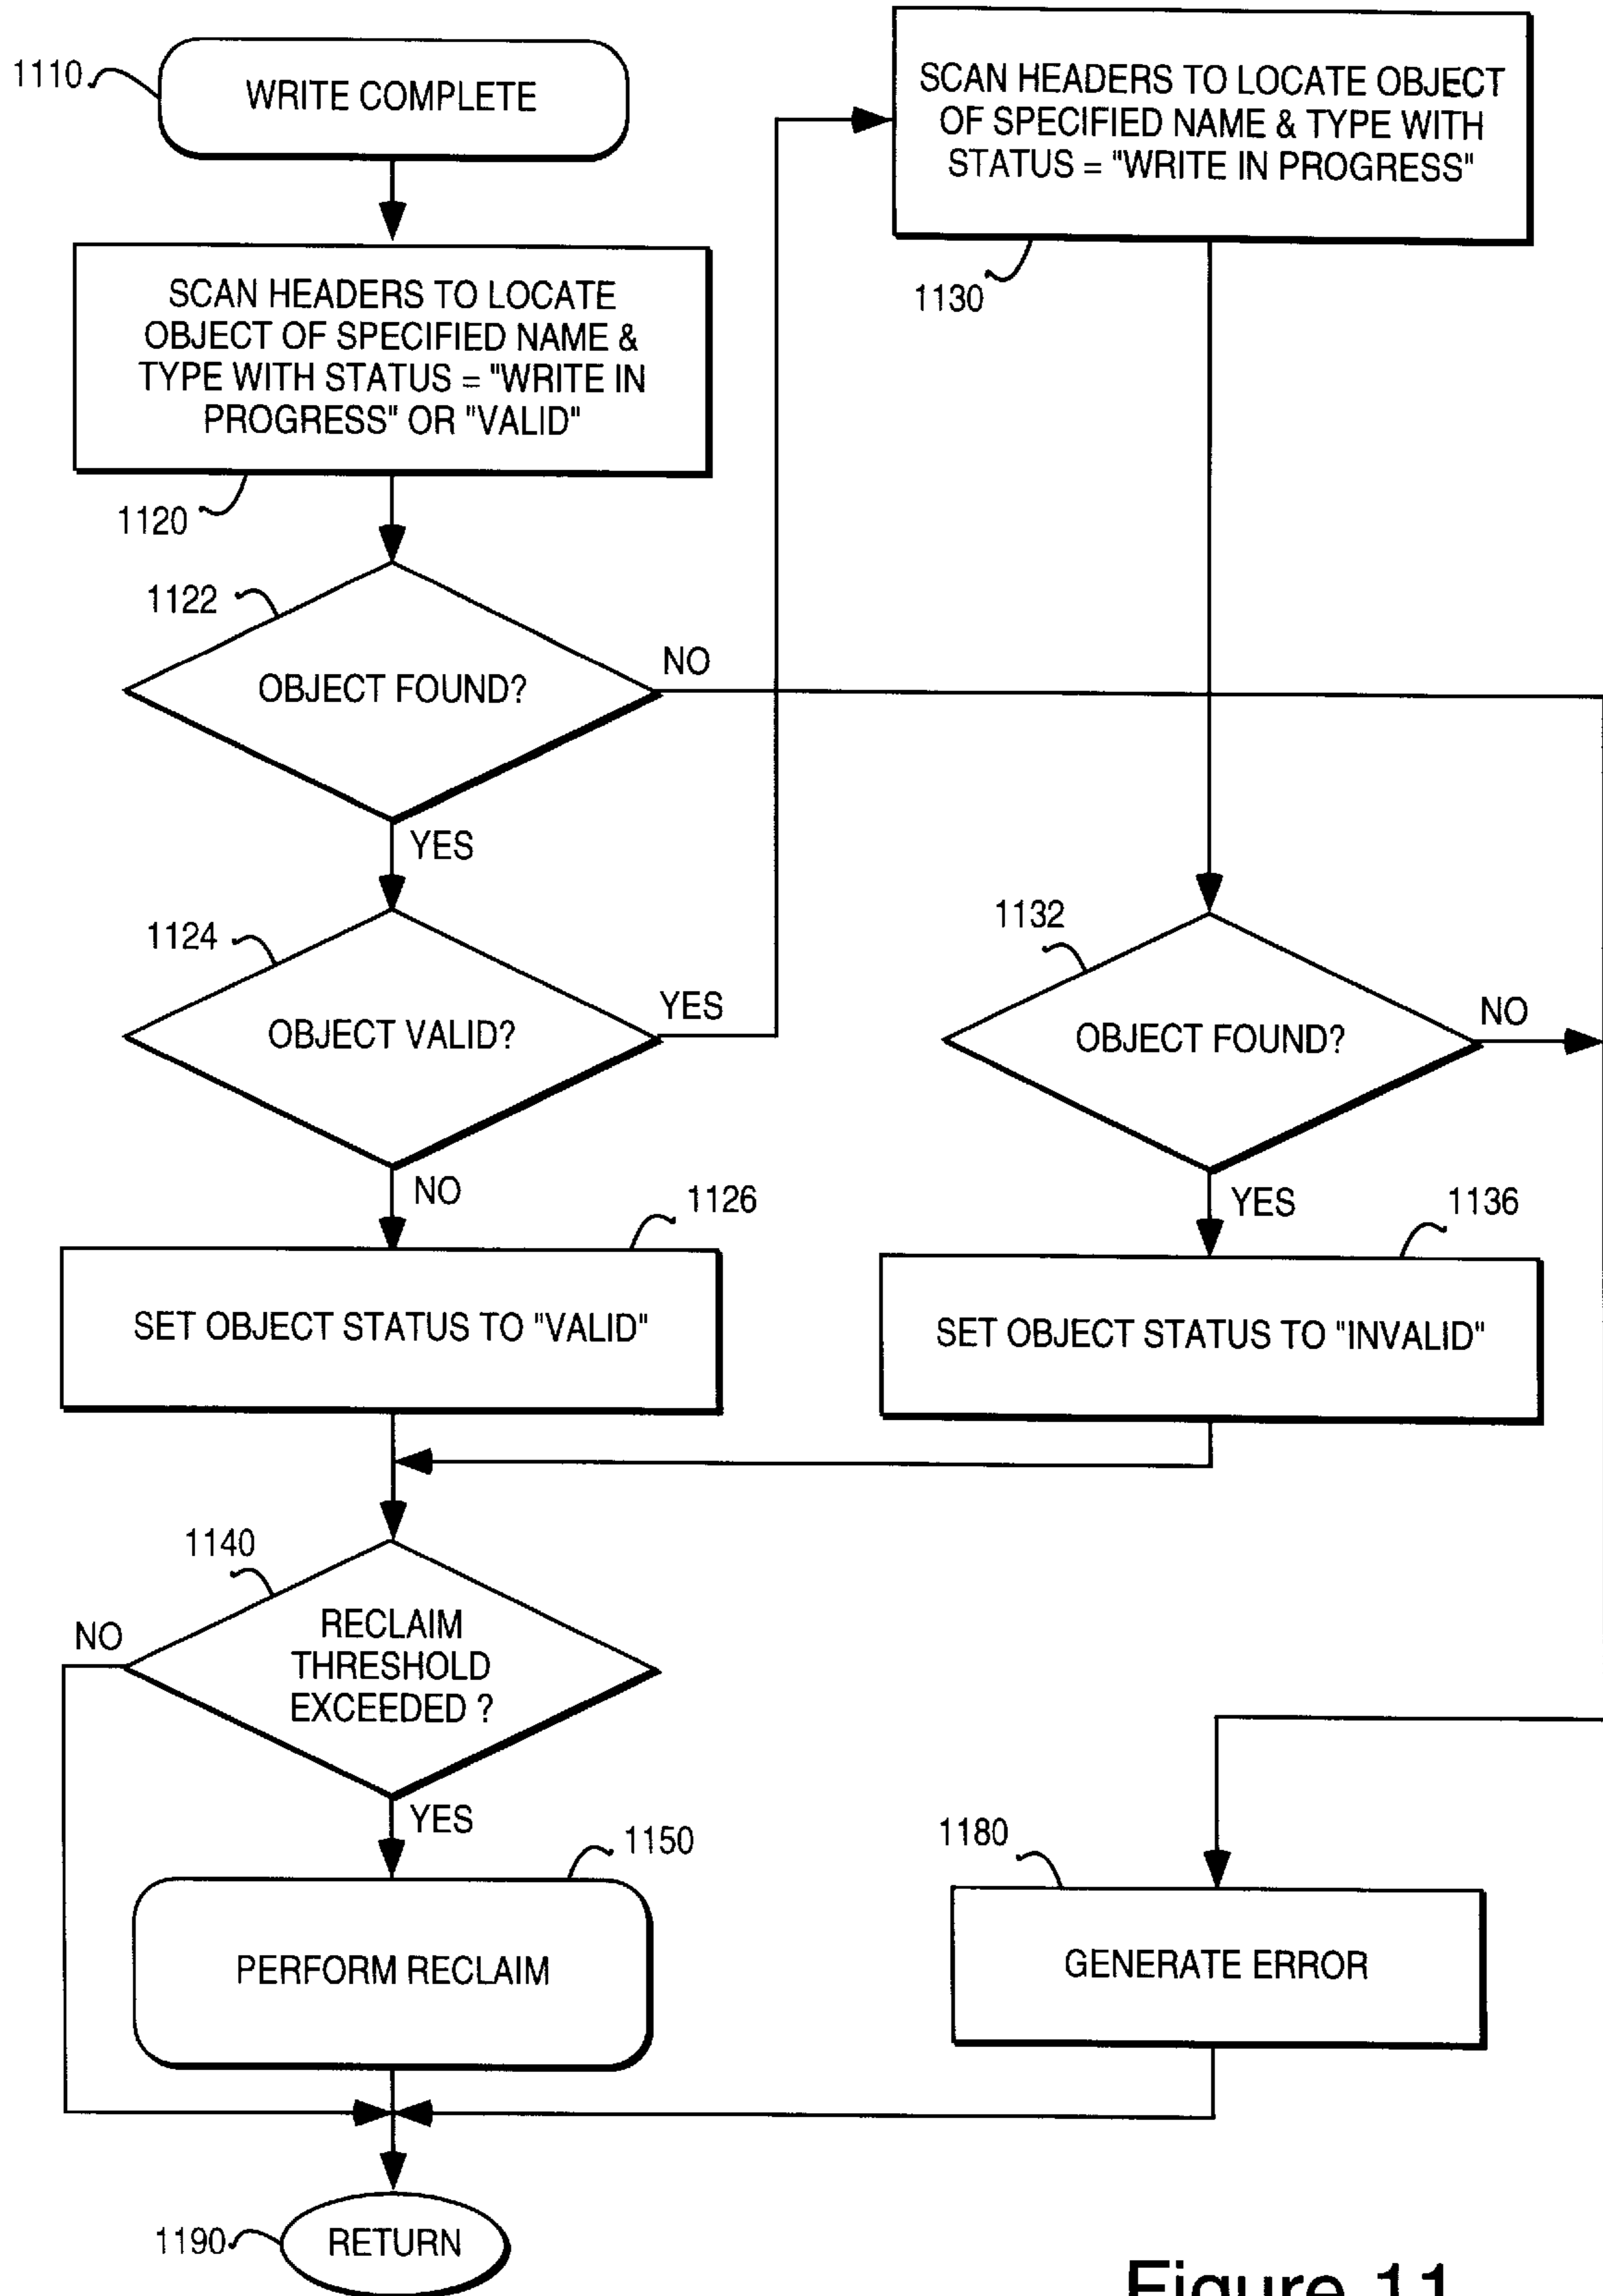 1110
WRITE COMPLETE
SCAN HEADERS TO LOCATE
OBJECT OF SPECIFIED NAME &
TYPE WITH STATUS = "WRITE IN
PROGRESS" OR "VALID"
1120
1122
OBJECT FOUND?
NO
YES
1124
OBJECT VALID?
YES
NO
1126
SET OBJECT STATUS TO "VALID"
SCAN HEADERS TO LOCATE OBJECT
OF SPECIFIED NAME & TYPE WITH
STATUS = "WRITE IN PROGRESS"
1130
1132
OBJECT FOUND?
NO
YES
1136
SET OBJECT STATUS TO "INVALID"
1140
RECLAIM
THRESHOLD
EXCEEDED ?
NO
YES
1150
PERFORM RECLAIM
1180
GENERATE ERROR
1190
RETURN
Figure 11